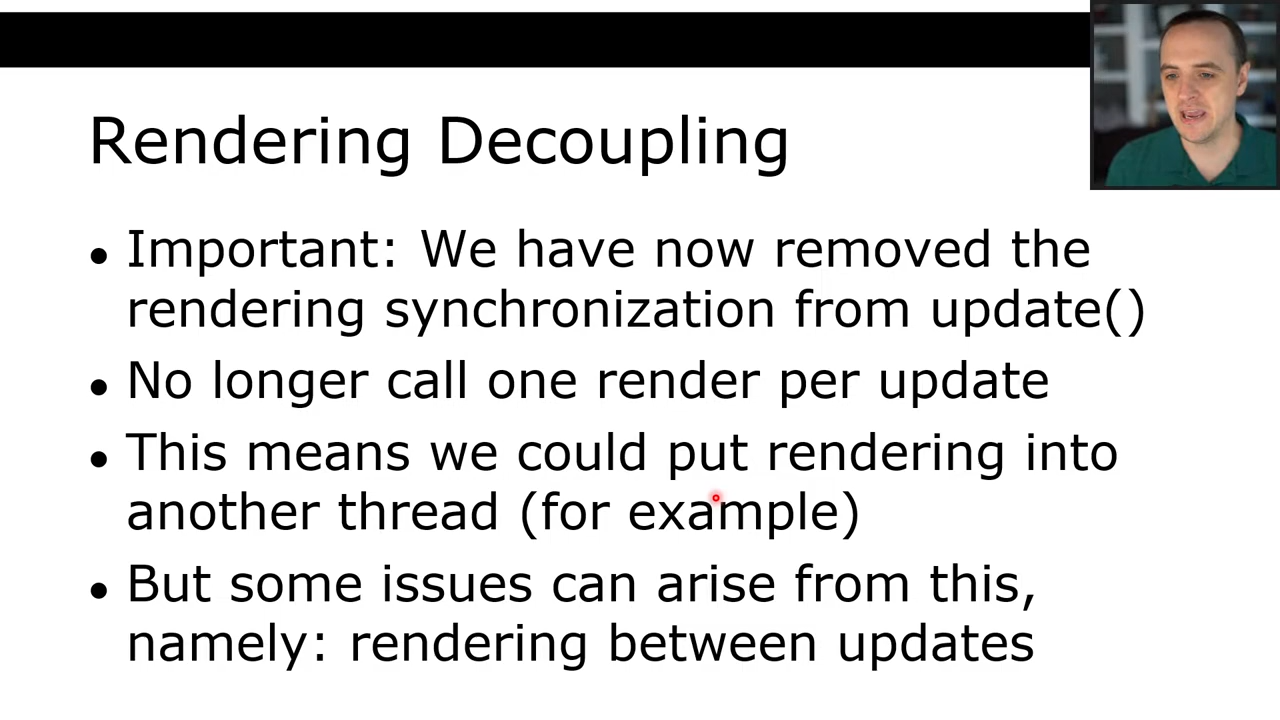 Rendering Decoupling
• Important: We have now removed the
rendering synchronization from update()
• No longer call one render per update
• This means we could put rendering into
another thread (for example)
• But some issues can arise from this,
namely: rendering between updates